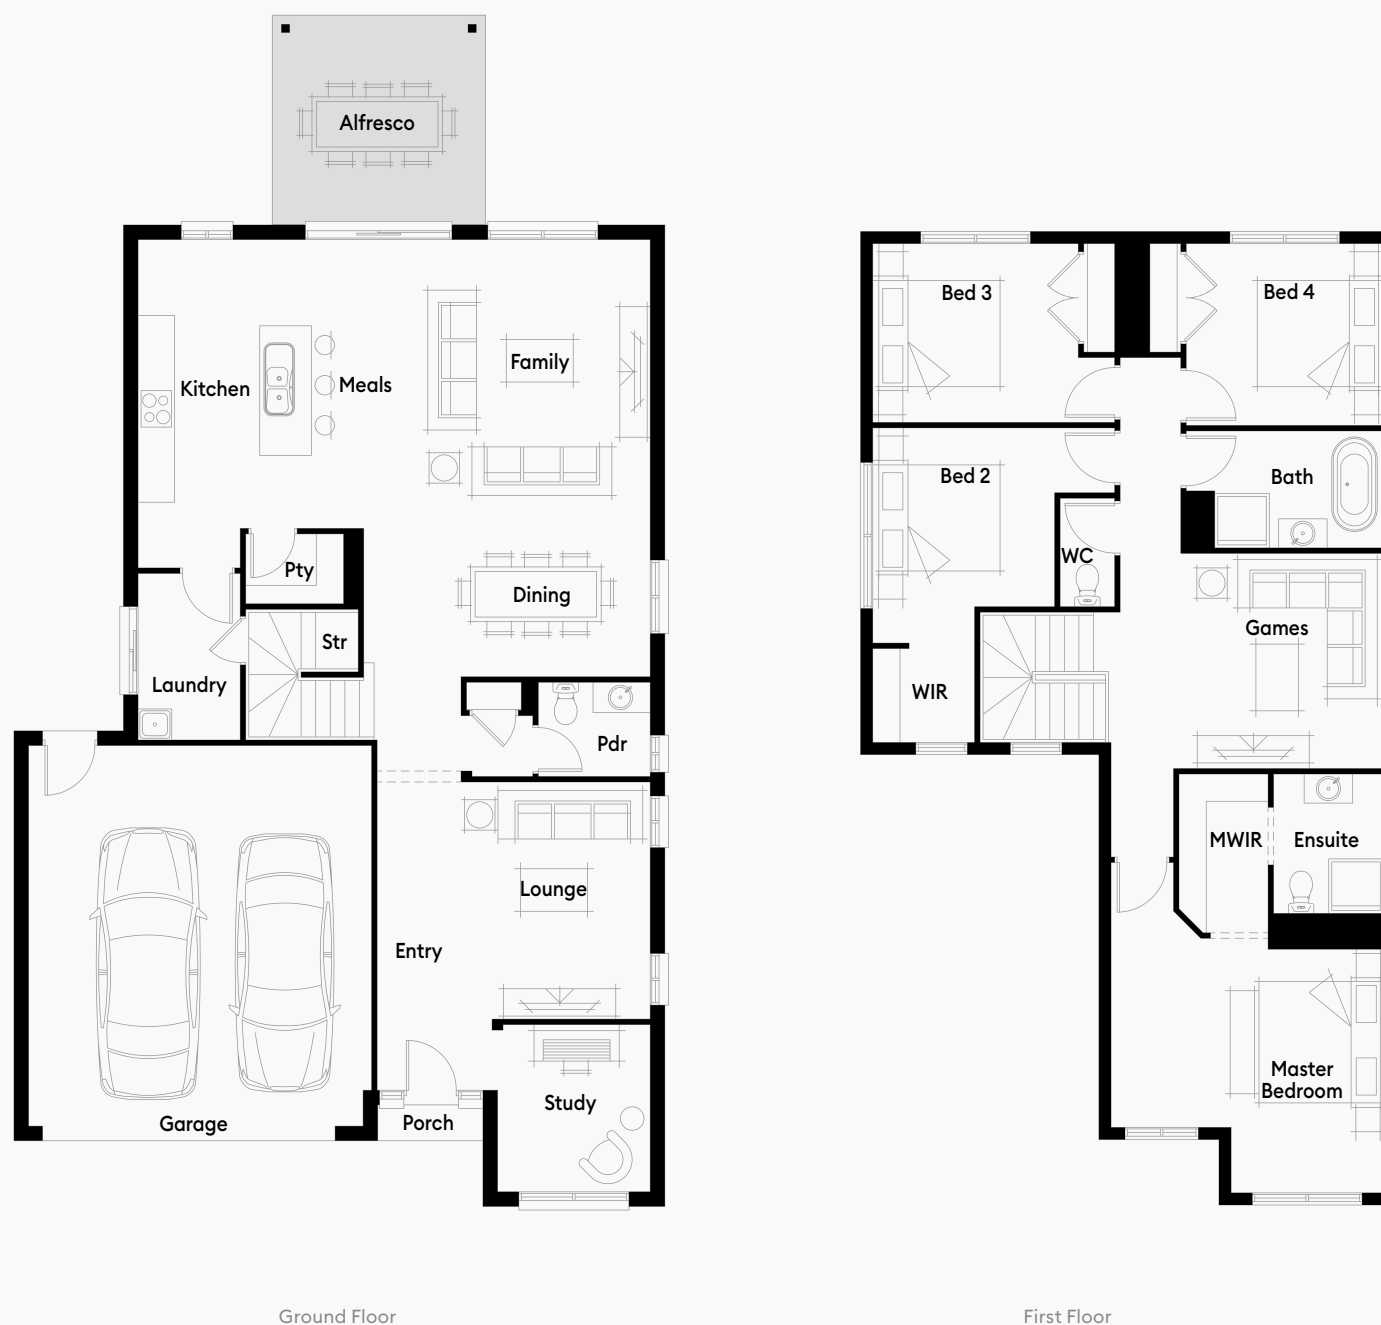 Alfresco
Kitchen
Meals
Family
Pty
Dining
Str
Laundry
Pdr
Lounge
Entry
Study
Porch
Garage
Ground Floor
Bed 3
Bed 4
Bed 2
Bath
WC
Games
WIR
MWIR
Ensuite
Master
Bedroom
First Floor